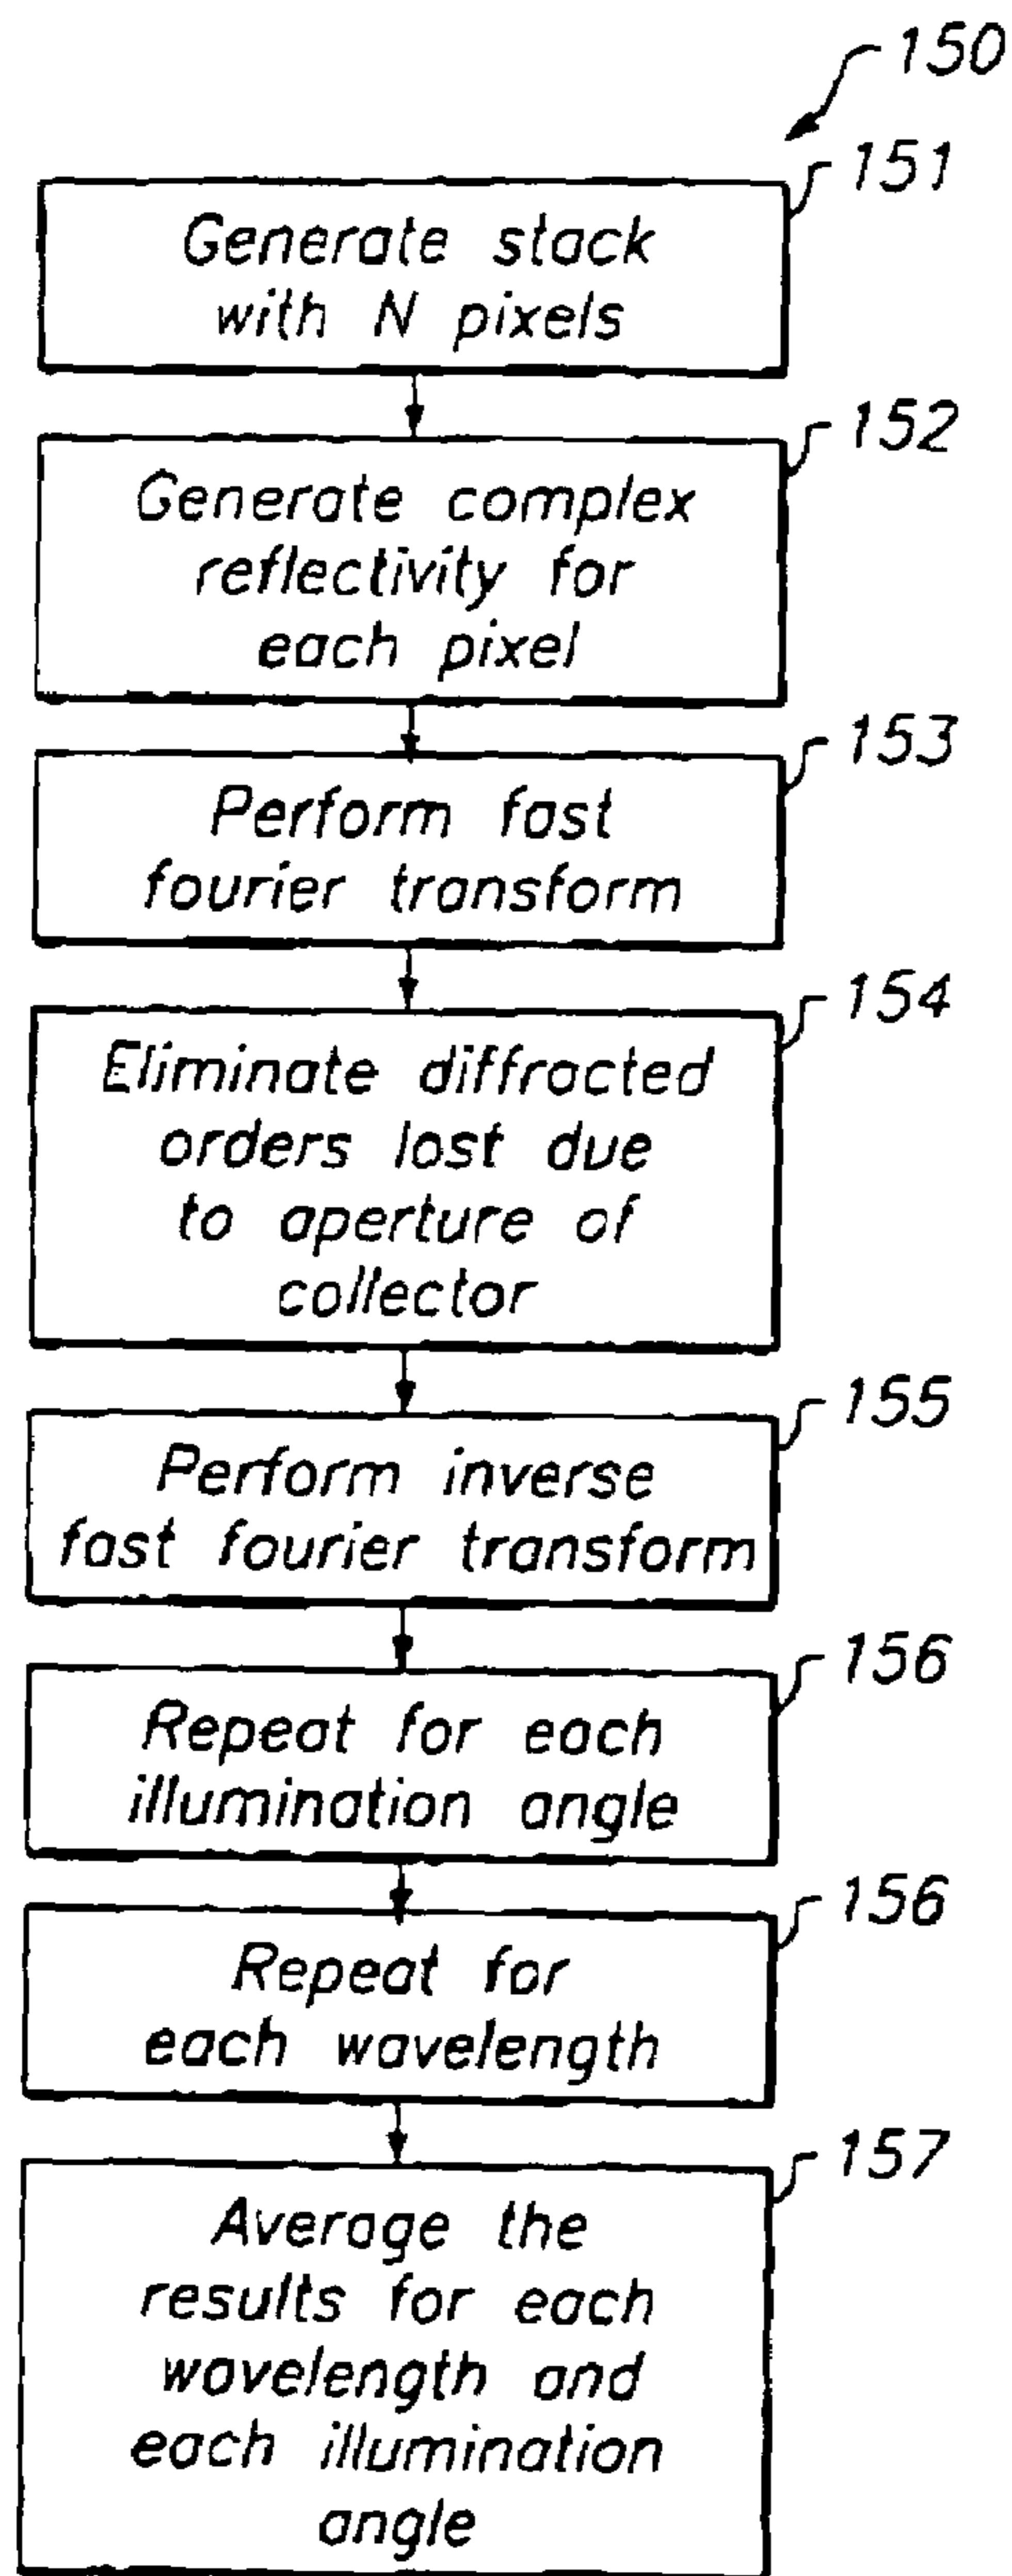 150
151
Generate stack
with N pixels
152
Generate complex
reflectivity for
each pixel
153
Perform fast
fourier transform
154
Eliminate diffracted
orders lost due
to aperture of
collector
155
Perform inverse
fast fourier transform
156
Repeat for each
illumination angle
156
Repeat for
each wavelength
157
Average the
results for each
wavelength and
each illumination
angle